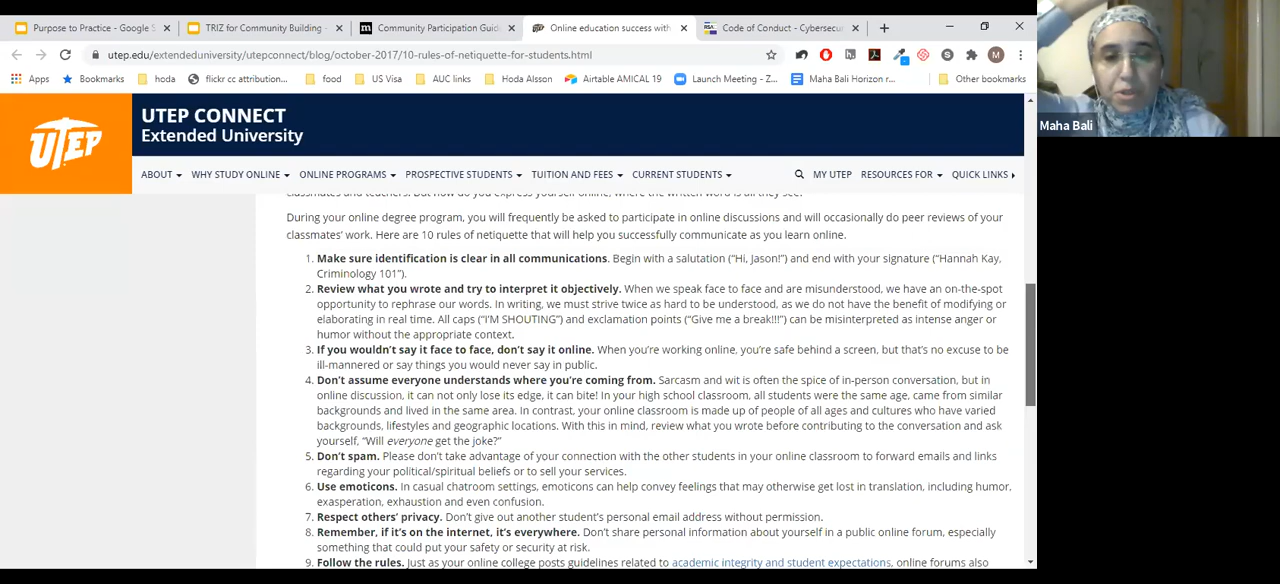 Purpose to Practice - Google S
TRIZ for Community Building -
Community Participation Guid
Online education success with
Code of Conduct - Cybersecu
utep.edu/extendeduniversity/utepconnect/blog/october-2017/10-rules-of-netiquette-for-students.html
Apps
Bookmarks
hoda
flickr cc attribution...
food
US Visa
AUC links
Hoda Alsson
Airtable AMICAL 19
Launch Meeting - Z...
Maha Bali Horizon r...
Other bookmarks
Maha Bali
UTEP
UTEP CONNECT
Extended University
ABOUT
WHY STUDY ONLINE
ONLINE PROGRAMS
PROSPECTIVE STUDENTS
TUITION AND FEES
CURRENT STUDENTS
MY UTEP
RESOURCES FOR
QUICK LINKS
classmates and teachers. But how do you express yourself online, where the written word is all they see?
During your online degree program, you will frequently be asked to participate in online discussions and will occasionally do peer reviews of your
classmates' work. Here are 10 rules of netiquette that will help you successfully communicate as you learn online.
1. Make sure identification is clear in all communications. Begin with a salutation ("Hi, Jason!") and end with your signature ("Hannah Kay,
Criminology 101").
2. Review what you wrote and try to interpret it objectively. When we speak face to face and are misunderstood, we have an on-the-spot
opportunity to rephrase our words. In writing, we must strive twice as hard to be understood, as we do not have the benefit of modifying or
elaborating in real time. All caps ("I'M SHOUTING") and exclamation points ("Give me a break!!!") can be misinterpreted as intense anger or
humor without the appropriate context.
3. If you wouldn't say it face to face, don't say it online. When you're working online, you're safe behind a screen, but that's no excuse to be
ill-mannered or say things you would never say in public.
4. Don't assume everyone understands where you're coming from. Sarcasm and wit is often the spice of in-person conversation, but in
online discussion, it can not only lose its edge, it can bite! In your high school classroom, all students were the same age, came from similar
backgrounds and lived in the same area. In contrast, your online classroom is made up of people of all ages and cultures who have varied
backgrounds, lifestyles and geographic locations. With this in mind, review what you wrote before contributing to the conversation and ask
yourself, "Will everyone get the joke?"
5. Don't spam. Please don't take advantage of your connection with the other students in your online classroom to forward emails and links
regarding your political/spiritual beliefs or to sell your services.
6. Use emoticons. In casual chatroom settings, emoticons can help convey feelings that may otherwise get lost in translation, including humor,
exasperation, exhaustion and even confusion.
7. Respect others' privacy. Don't give out another student's personal email address without permission.
8. Remember, if it's on the internet, it's everywhere. Don't share personal information about yourself in a public online forum, especially
something that could put your safety or security at risk.
9. Follow the rules. Just as your online college posts guidelines related to academic integrity and student expectations, online forums also